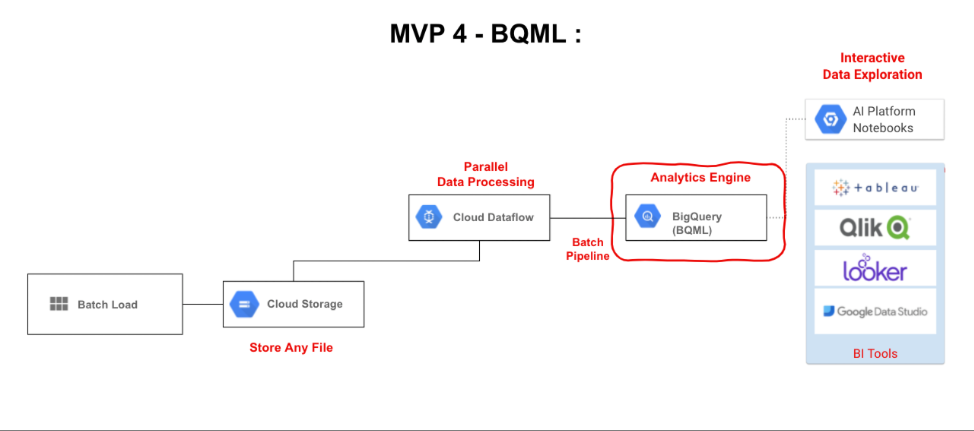 MVP 4 - BQML :
Interactive
Data Exploration
AI Platform
Notebooks
Parallel
Data Processing
Analytics Engine
Cloud Dataflow
BigQuery
(BQML)
Batch
Pipeline
+ a b l e a u
Qlik
looker
Google Data Studio
BI Tools
Batch Load
Cloud Storage
Store Any File